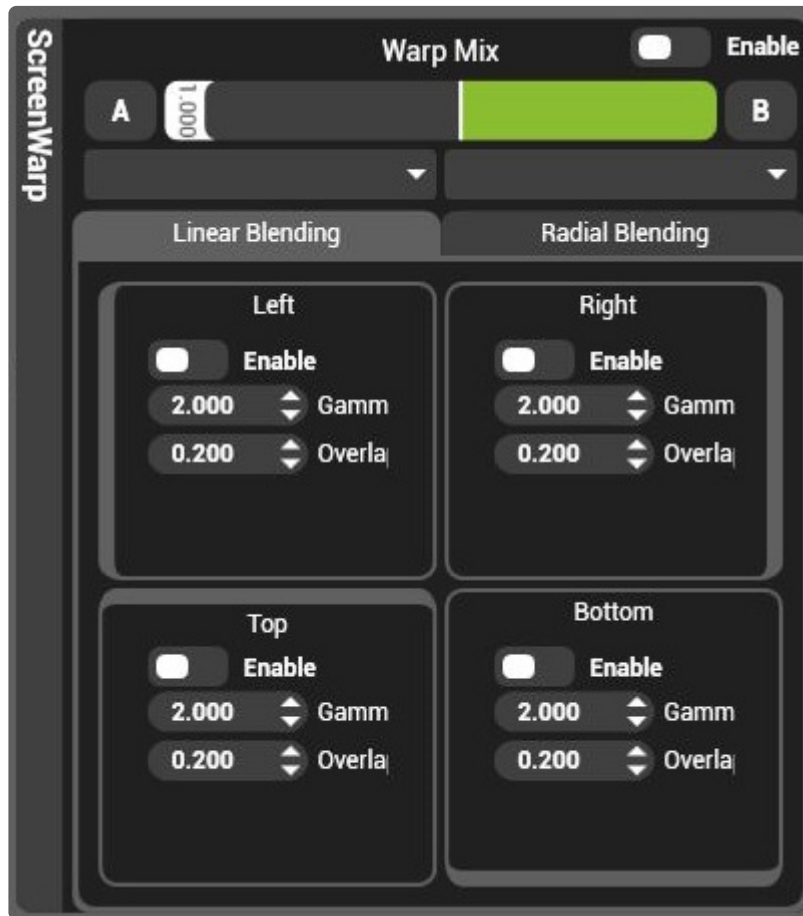 ScreenWarp
Warp Mix
Enable
A
1.000
B
Linear Blending
Radial Blending
Left
Enable
2.000 Gamm
0.200 Overla
Right
Enable
2.000 Gamm
0.200 Overla
Top
Enable
2.000 Gamm
0.200 Overla
Bottom
Enable
2.000 Gamm
0.200 Overla